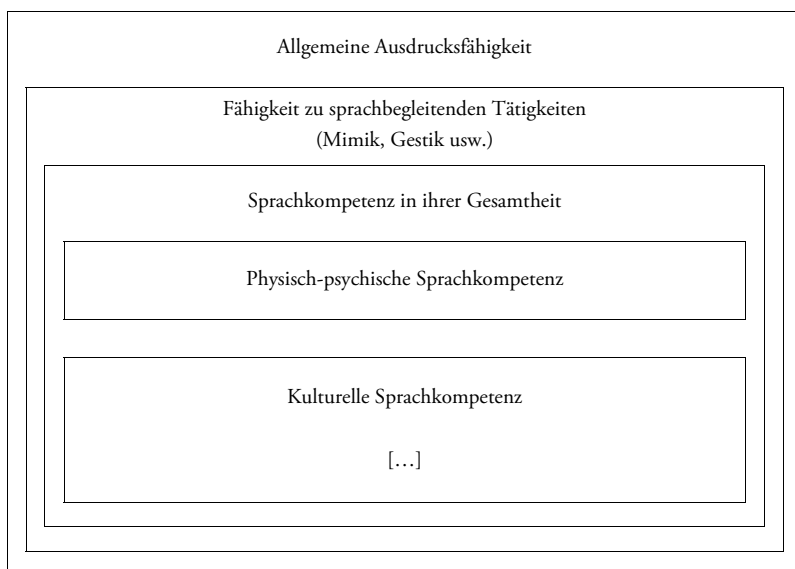 Allgemeine Ausdrucksfähigkeit
Fähigkeit zu sprachbegleitenden Tätigkeiten
(Mimik, Gestik usw.)
Sprachkompetenz in ihrer Gesamtheit
Physisch-psychische Sprachkompetenz
Kulturelle Sprachkompetenz
[…]